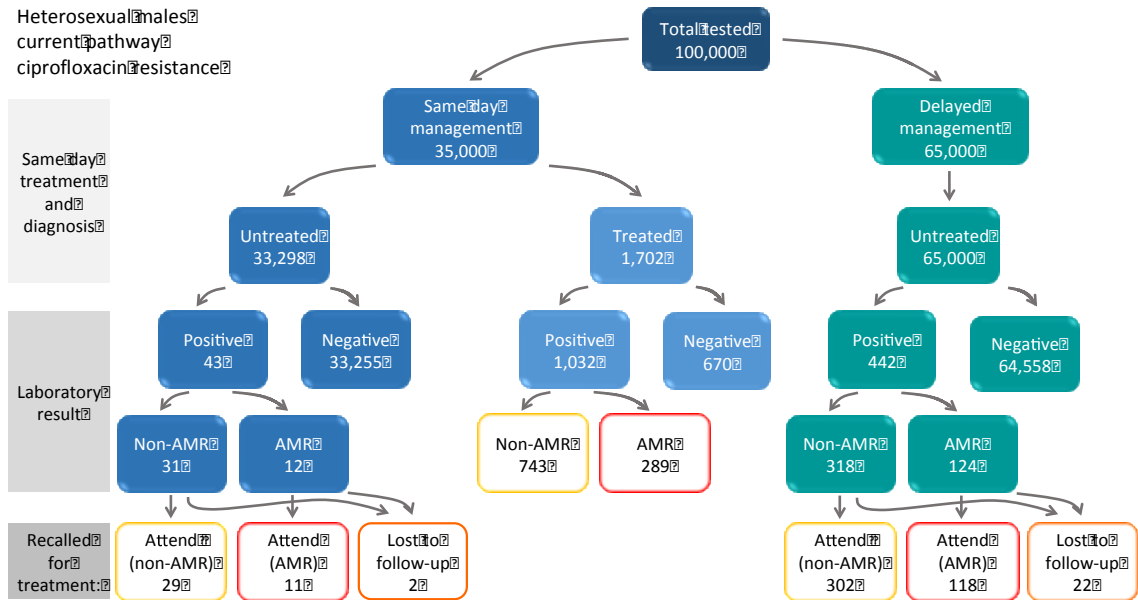 Heterosexual males
current pathway
ciprofloxacin resistance
Total tested
100,000
Same day
management
35,000
Delayed
management
65,000
Same day
treatment
and
diagnosis
Untreated
33,298
Treated
1,702
Untreated
65,000
Laboratory
result
Positive
43
Negative
33,255
Positive
1,032
Negative
670
Positive
442
Negative
64,558
Non-AMR
31
AMR
12
Non-AMR
743
AMR
289
Non-AMR
318
AMR
124
Recalled
for
treatment:
Attend
(non-AMR)
29
Attend
(AMR)
11
Lost to
follow-up
2
Attend
(non-AMR)
302
Attend
(AMR)
118
Lost to
follow-up
22